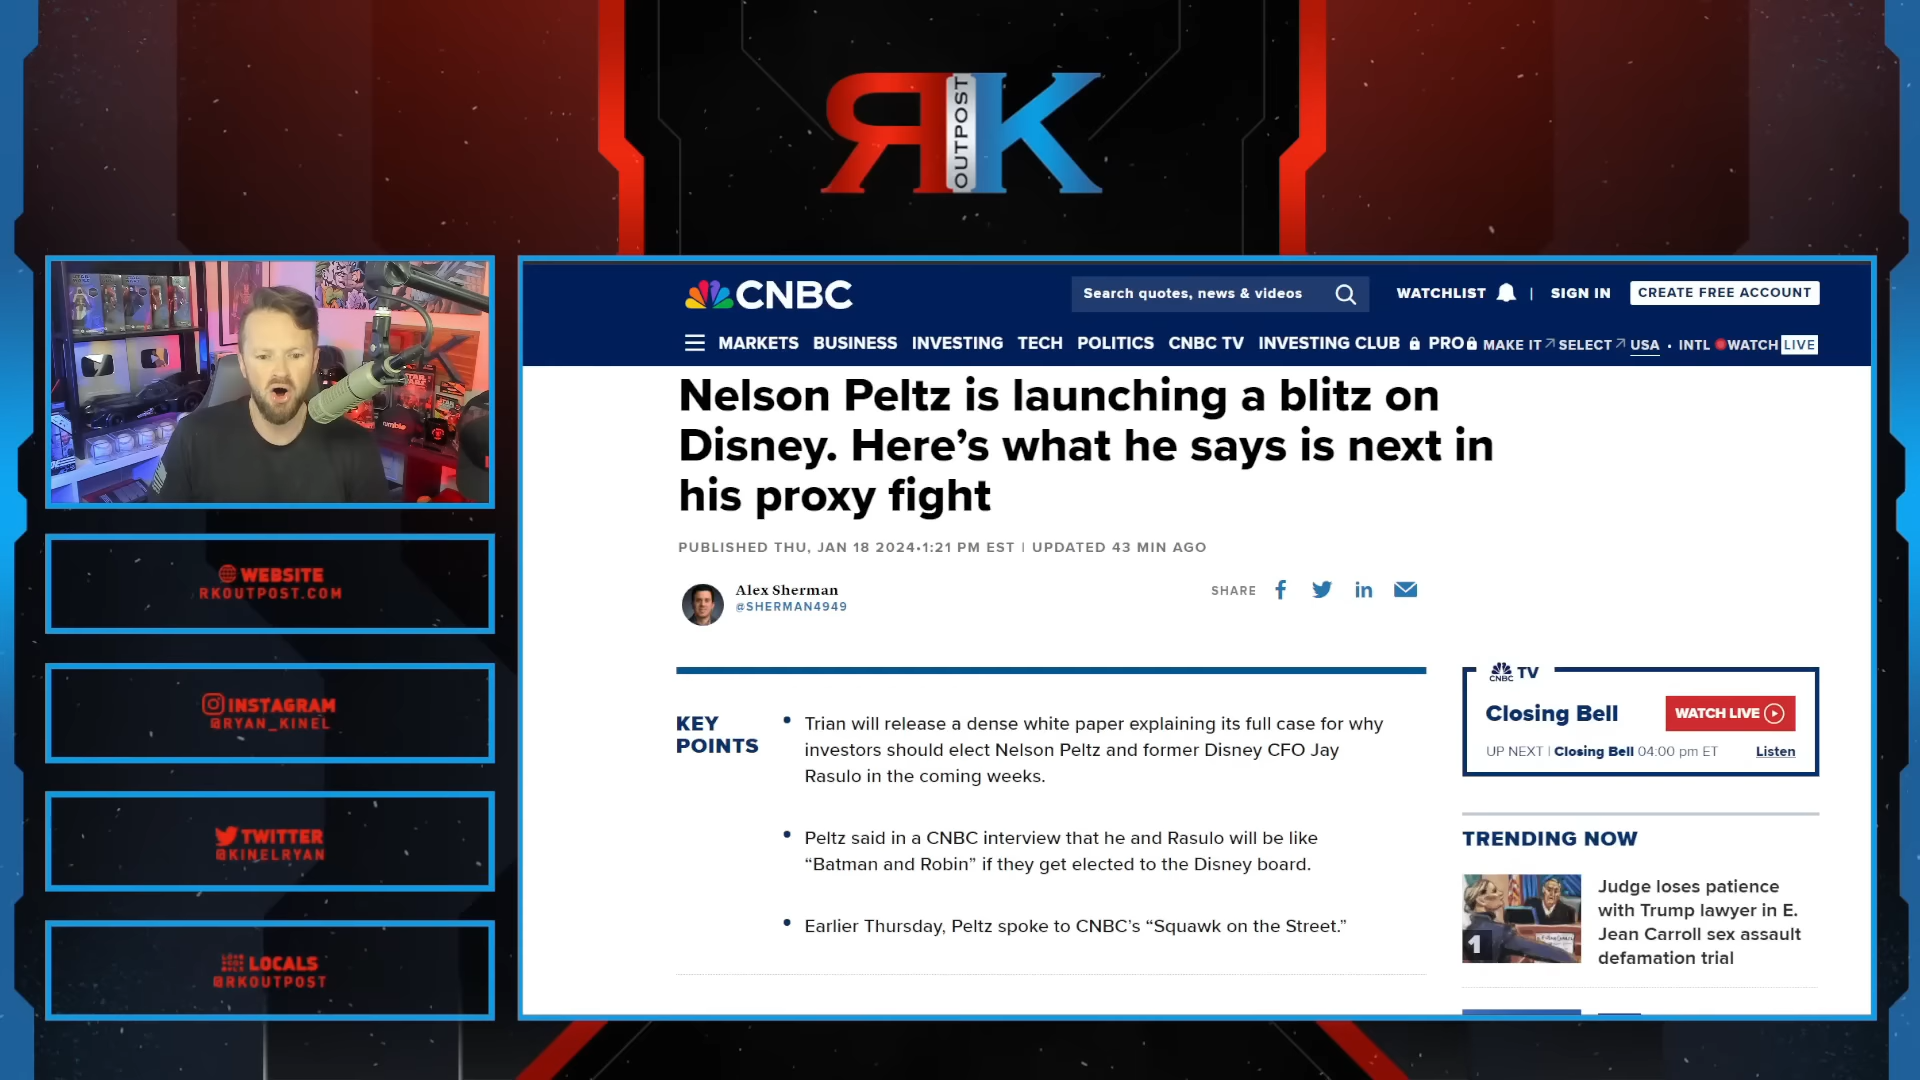 RK
OUTPOST
WEBSITE
RKOUTPOST.COM
INSTAGRAM
@RYAN_KINEL
TWITTER
@KINELRYAN
LOCALS
@RKOUTPOST
CNBC
Search quotes, news & videos
WATCHLIST | SIGN IN CREATE FREE ACCOUNT
MARKETS BUSINESS INVESTING TECH POLITICS CNBC TV INVESTING CLUB PRO MAKE IT SELECT USA • INTL WATCH LIVE
Nelson Peltz is launching a blitz on
Disney. Here’s what he says is next in
his proxy fight
PUBLISHED THU, JAN 18 2024•1:21 PM EST | UPDATED 43 MIN AGO
Alex Sherman
@SHERMAN4949
SHARE
KEY
POINTS
• Trian will release a dense white paper explaining its full case for why
investors should elect Nelson Peltz and former Disney CFO Jay
Rasulo in the coming weeks.
• Peltz said in a CNBC interview that he and Rasulo will be like
“Batman and Robin” if they get elected to the Disney board.
• Earlier Thursday, Peltz spoke to CNBC’s “Squawk on the Street.”
CNBC TV
Closing Bell
WATCH LIVE
UP NEXT | Closing Bell 04:00 pm ET
Listen
TRENDING NOW
1
Judge loses patience
with Trump lawyer in E.
Jean Carroll sex assault
defamation trial